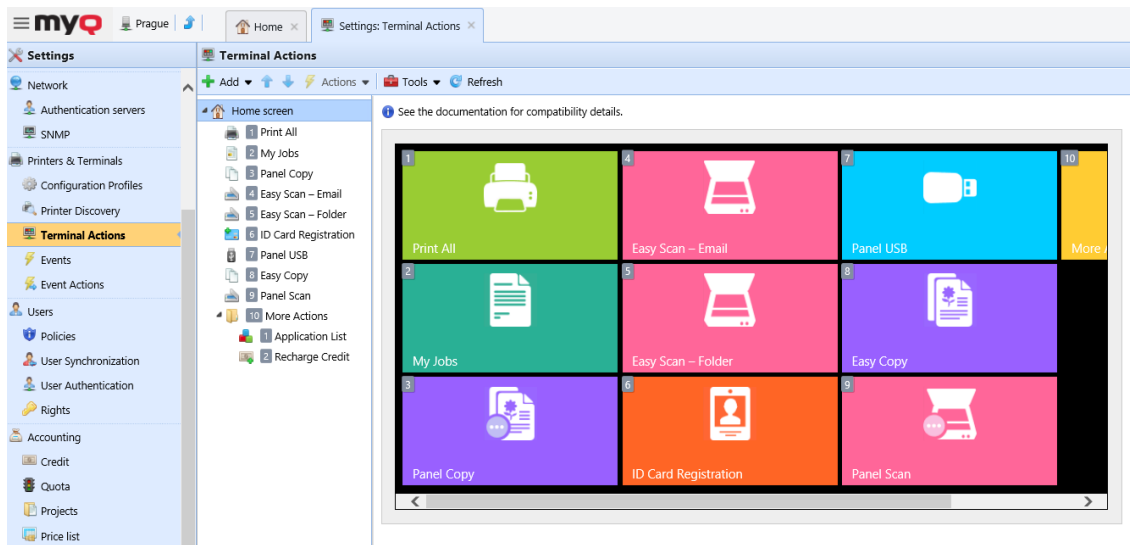 myQ Prague Home Settings: Terminal Actions
Settings
Network
Authentication servers
SNMP
Printers & Terminals
Configuration Profiles
Printer Discovery
Terminal Actions
Events
Event Actions
Users
Policies
User Synchronization
User Authentication
Rights
Accounting
Credit
Quota
Projects
Price list
Terminal Actions
Add Actions Tools Refresh
Home screen
1 Print All
2 My Jobs
3 Panel Copy
4 Easy Scan – Email
5 Easy Scan – Folder
6 ID Card Registration
7 Panel USB
8 Easy Copy
9 Panel Scan
10 More Actions
1 Application List
2 Recharge Credit
See the documentation for compatibility details.
1 4 7 10
Print All Easy Scan – Email Panel USB More
2 5 8
My Jobs Easy Scan – Folder Easy Copy
3 6 9
Panel Copy ID Card Registration Panel Scan